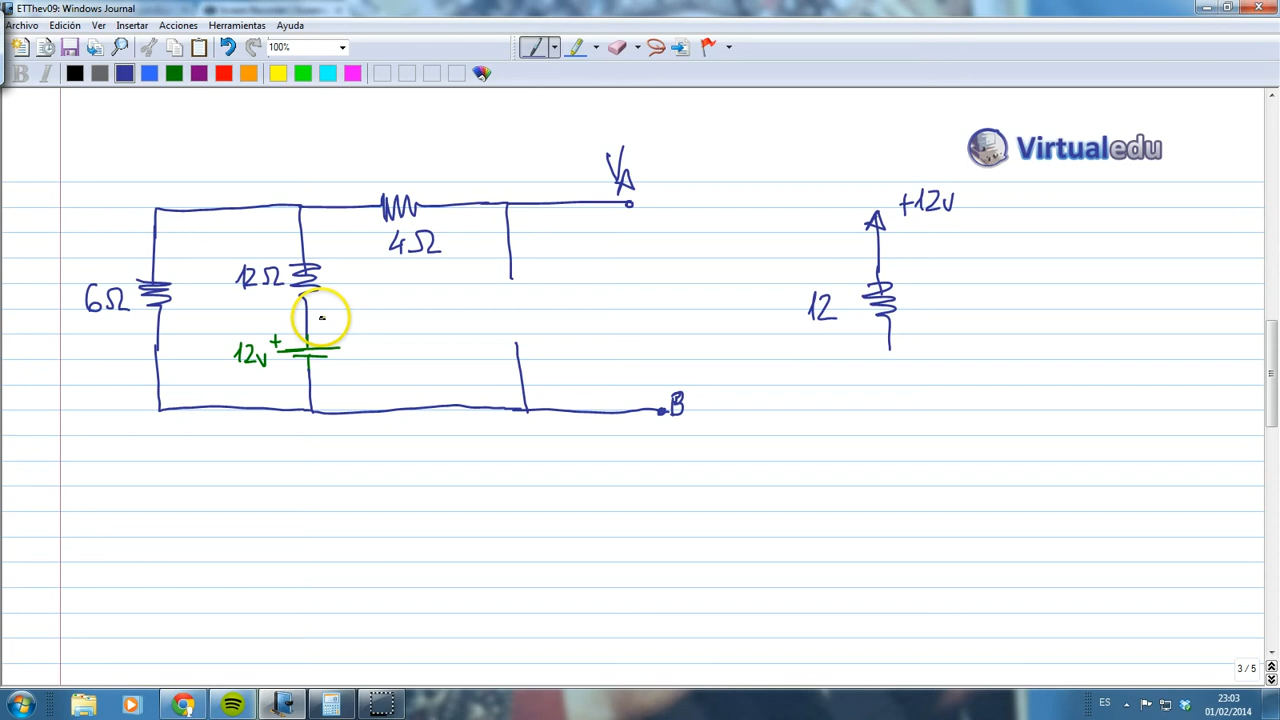 ETThev09: Windows Journal
Archivo Edición Ver Insertar Acciones Herramientas Ayuda
100%
B I
Virtualedu
VA
+12v
4Ω
12Ω
6Ω
12
+
12v
B
3 / 5
ES
23:03
01/02/2014